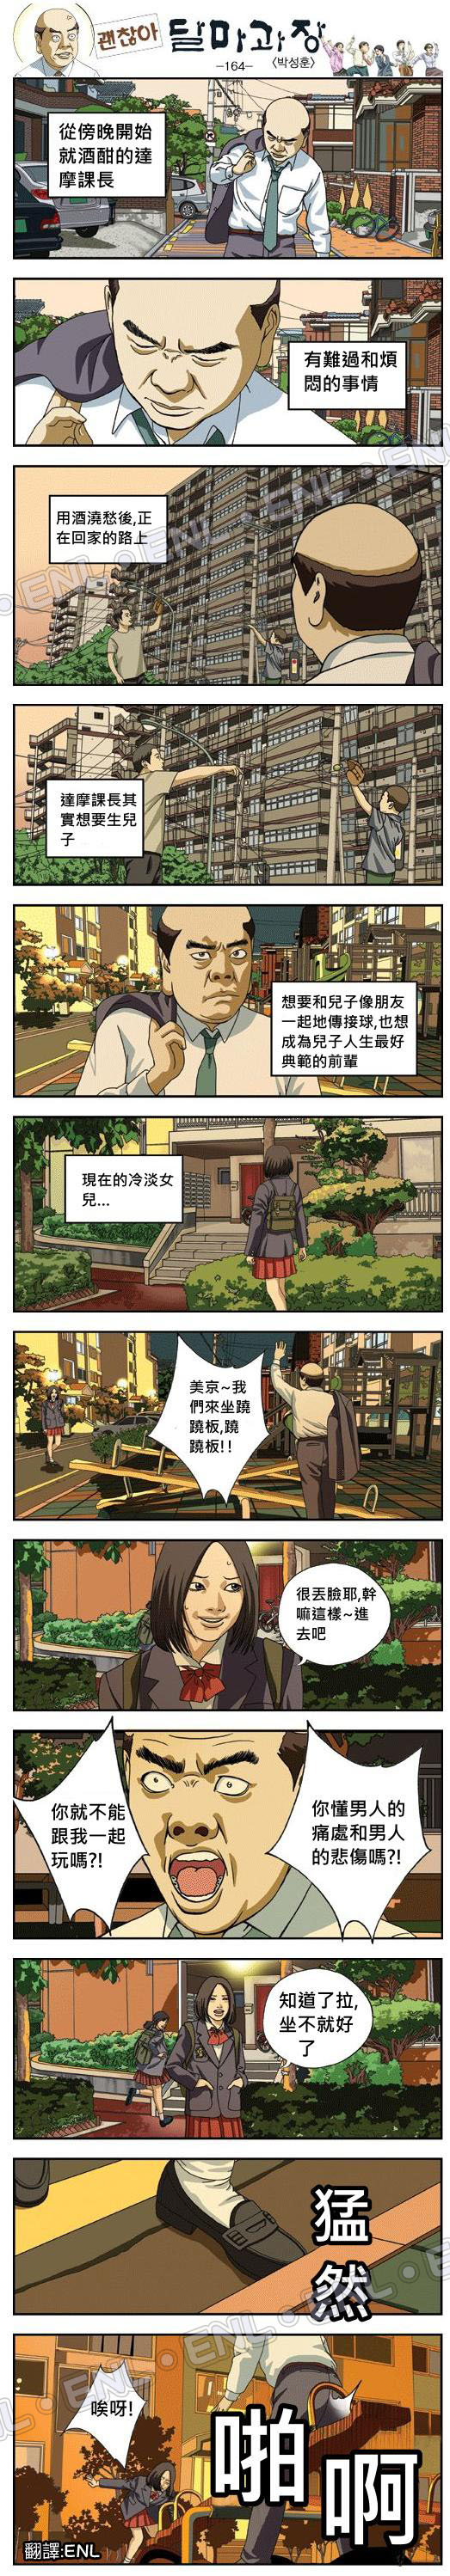 괜찮아
달마과장
–164–
〈박성훈〉
從傍晚開始
就酒酣的達
摩課長
有難過和煩
悶的事情
用酒澆愁後,正
在回家的路上
達摩課長其
實想要生兒
子
想要和兒子像朋友
一起地傳接球,也想
成為兒子人生最好
典範的前輩
現在的冷淡女
兒...
美京~我
們來坐蹺
蹺板,蹺
蹺板!!
很丟臉耶,幹
嘛這樣~進
去吧
你就不能
跟我一起
玩嗎?!
你懂男人的
痛處和男人
的悲傷嗎?!
知道了拉,
坐不就好
了
猛
然
唉呀!
啪
啊
翻譯:ENL
ENL
ENL
ENL
ENL
ENL
ENL